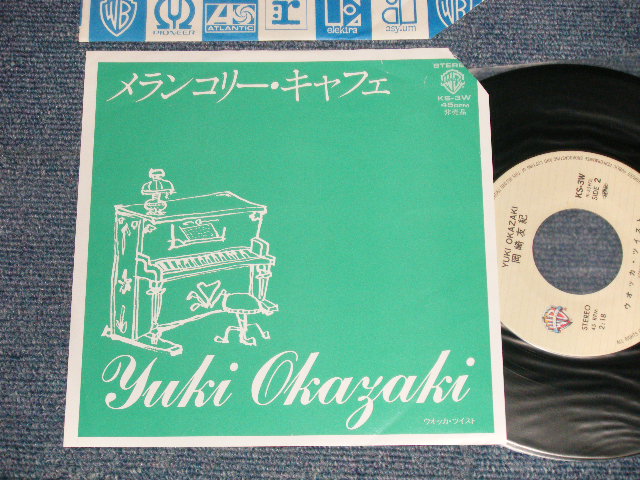 PIONEER
ATLANTIC
elektra
asylum
メランコリー・キャフェ
STEREO
KS-3W
45RPM
非売品
Yuki Okazaki
ウオッカ・ツイスト
YUKI OKAZAKI
岡崎友紀
KS-3W
SIDE 2
STEREO
45 RPM
2:18
ウオッカ・ツイスト